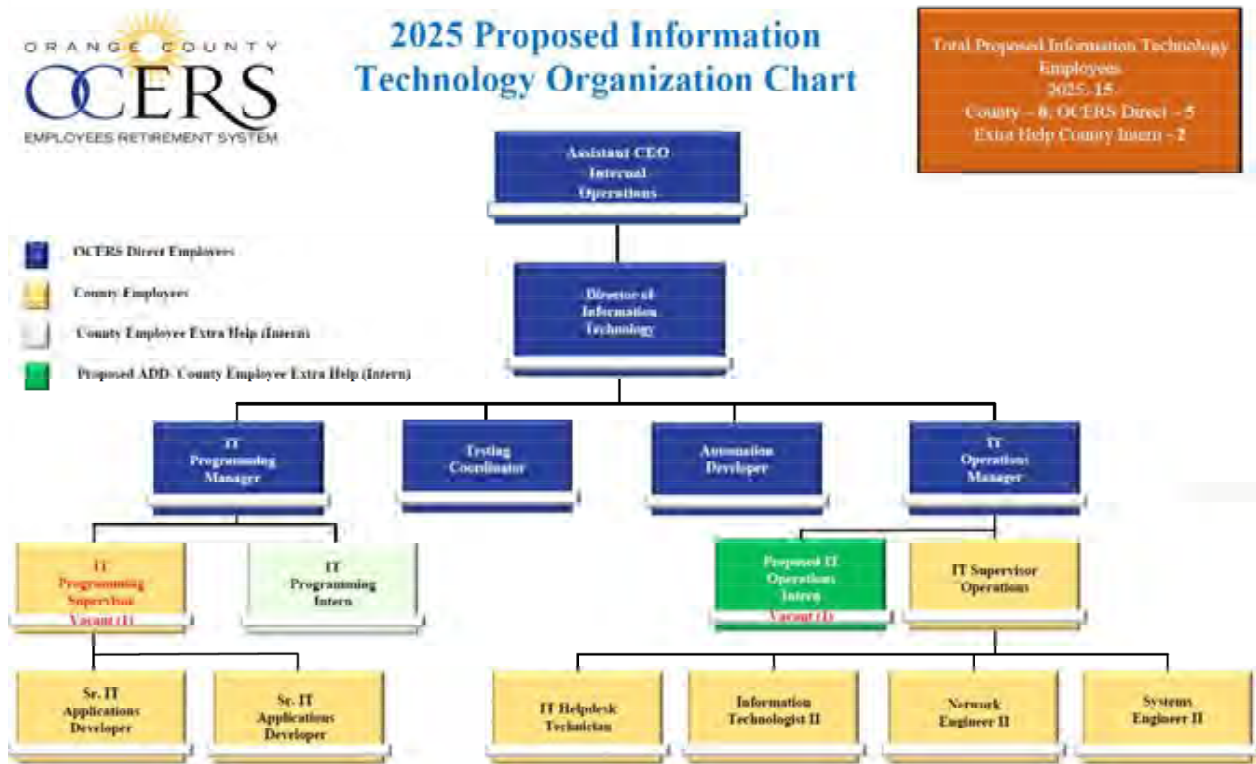 ORANGE COUNTY
OCERS
EMPLOYEES RETIREMENT SYSTEM
2025 Proposed Information
Technology Organization Chart
Total Proposed Information Technology
Employees
2025- 15
County – 8, OCERS Direct – 5
Extra Help County Intern - 2
Assistant CEO
Internal
Operations
OCERS Direct Employees
County Employees
County Employee Extra Help (Intern)
Proposed ADD- County Employee Extra Help (Intern)
Director of
Information
Technology
IT
Programming
Manager
Testing
Coordinator
Automation
Developer
IT
Operations
Manager
IT
Programming
Supervisor
Vacant (1)
IT
Programming
Intern
Proposed IT
Operations
Intern
Vacant (1)
IT Supervisor
Operations
Sr. IT
Applications
Developer
Sr. IT
Applications
Developer
IT Helpdesk
Technician
Information
Technologist II
Network
Engineer II
Systems
Engineer II